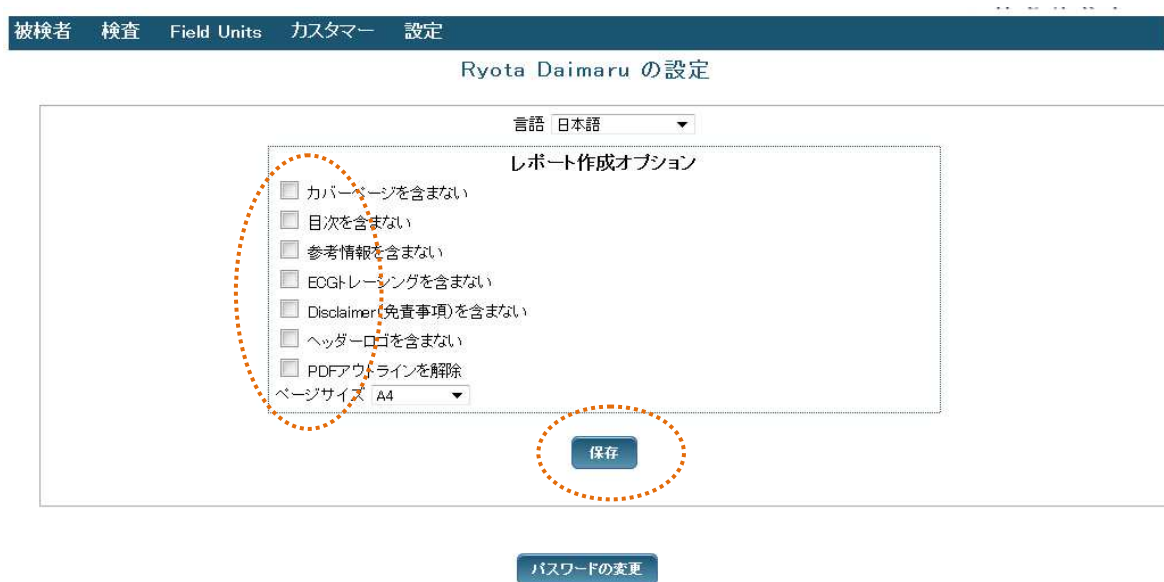 被検者 検査 Field Units カスタマー 設定
Ryota Daimaru の設定
言語 日本語
レポート作成オプション
カバーページを含まない
目次を含まない
参考情報を含まない
ECGトレーシングを含まない
Disclaimer(免責事項)を含まない
ヘッダーロゴを含まない
PDFアウトラインを解除
ページサイズ A4
保存
パスワードの変更